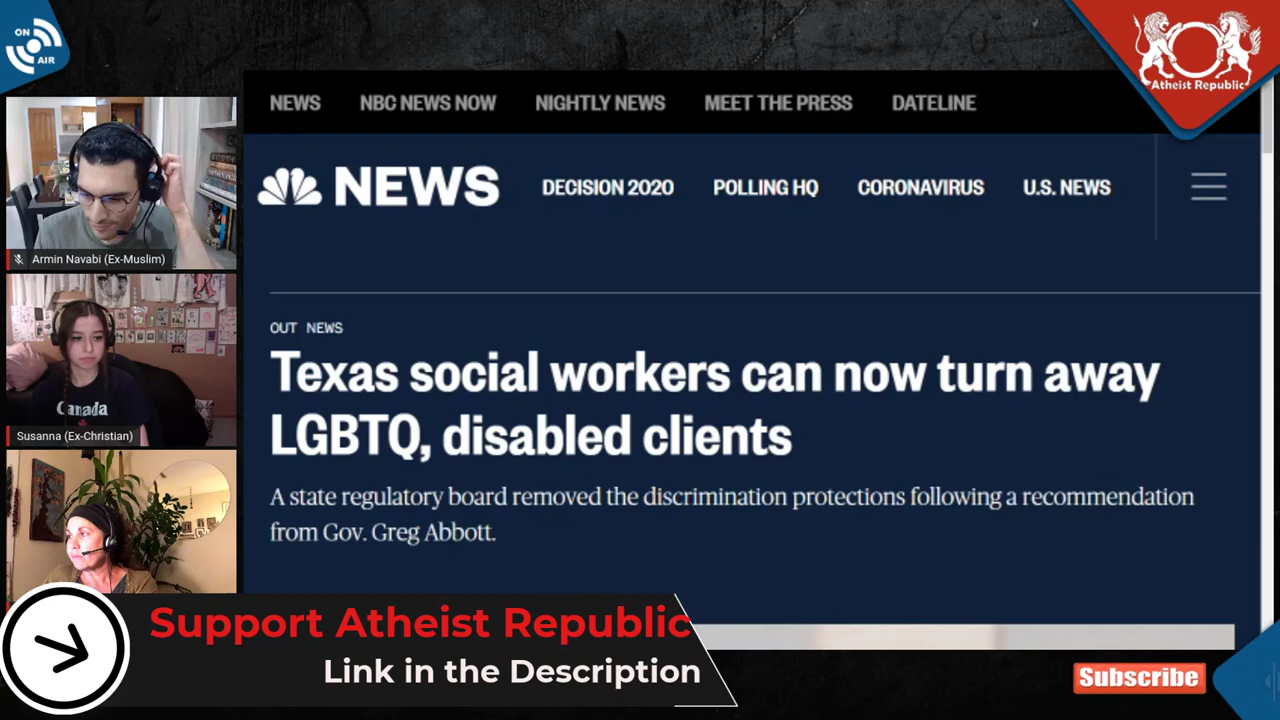 ON
AIR
Atheist Republic
NEWS NBC NEWS NOW NIGHTLY NEWS MEET THE PRESS DATELINE
NEWS DECISION 2020 POLLING HQ CORONAVIRUS U.S. NEWS
OUT NEWS
Texas social workers can now turn away
LGBTQ, disabled clients
A state regulatory board removed the discrimination protections following a recommendation
from Gov. Greg Abbott.
Armin Navabi (Ex-Muslim)
Canada
Susanna (Ex-Christian)
Support Atheist Republic
Link in the Description
Subscribe